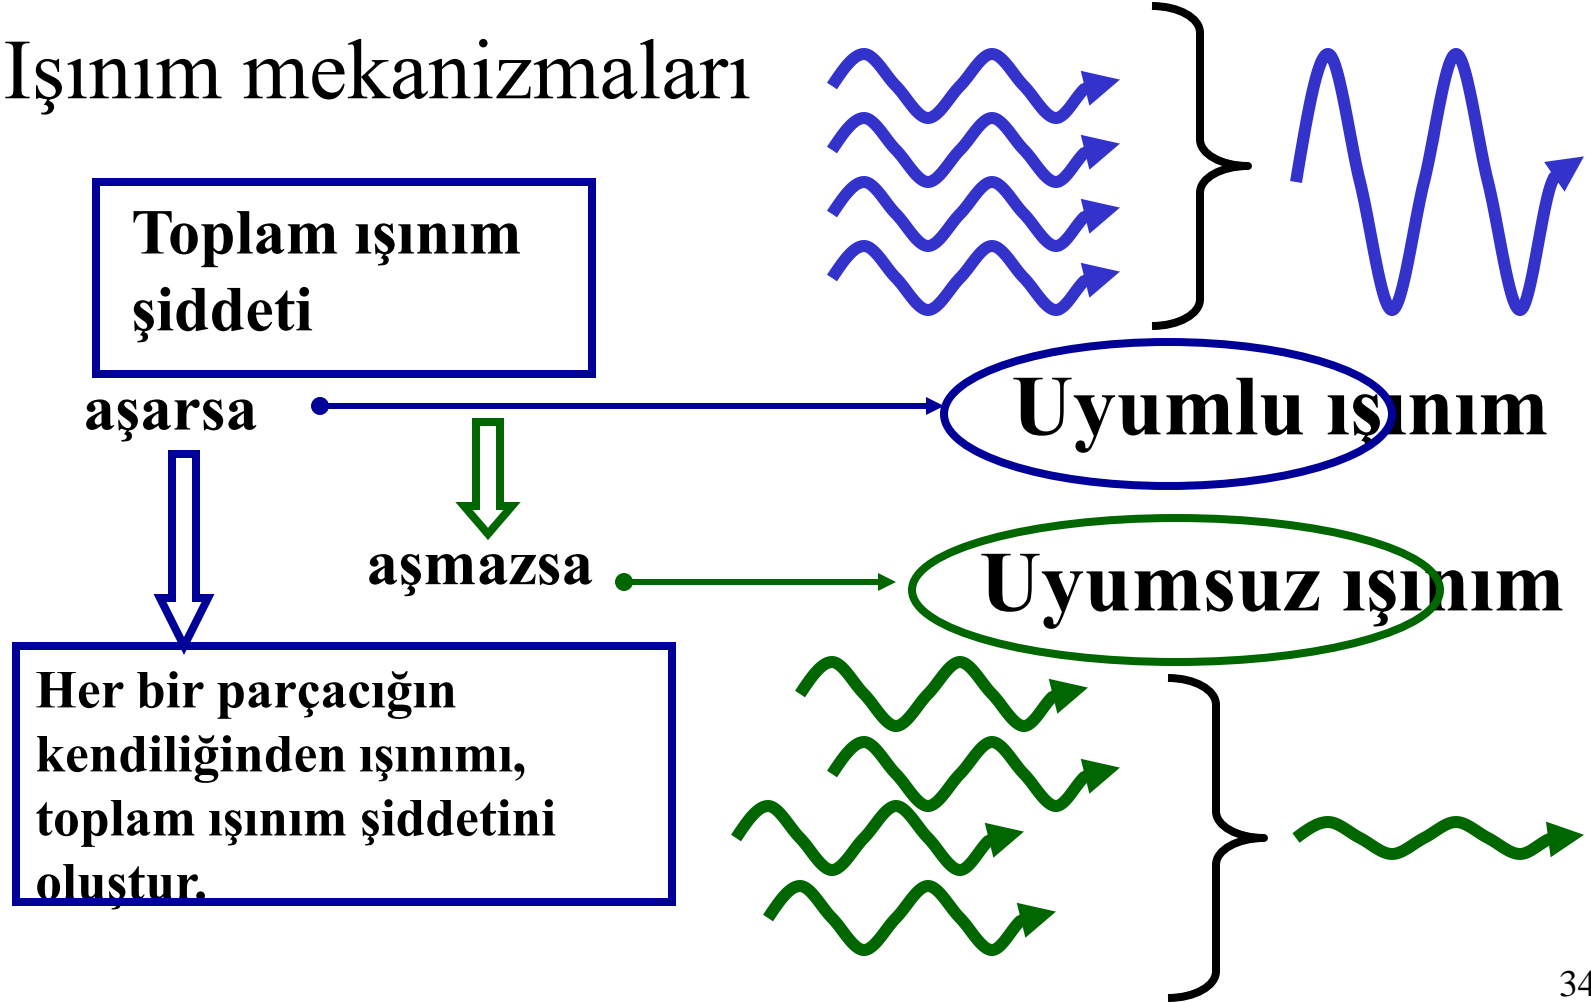 Işınım mekanizmaları
Toplam ışınım
şiddeti
aşarsa
Uyumlu ışınım
aşmazsa
Uyumsuz ışınım
Her bir parçacığın
kendiliğinden ışınımı,
toplam ışınım şiddetini
oluştur.
34